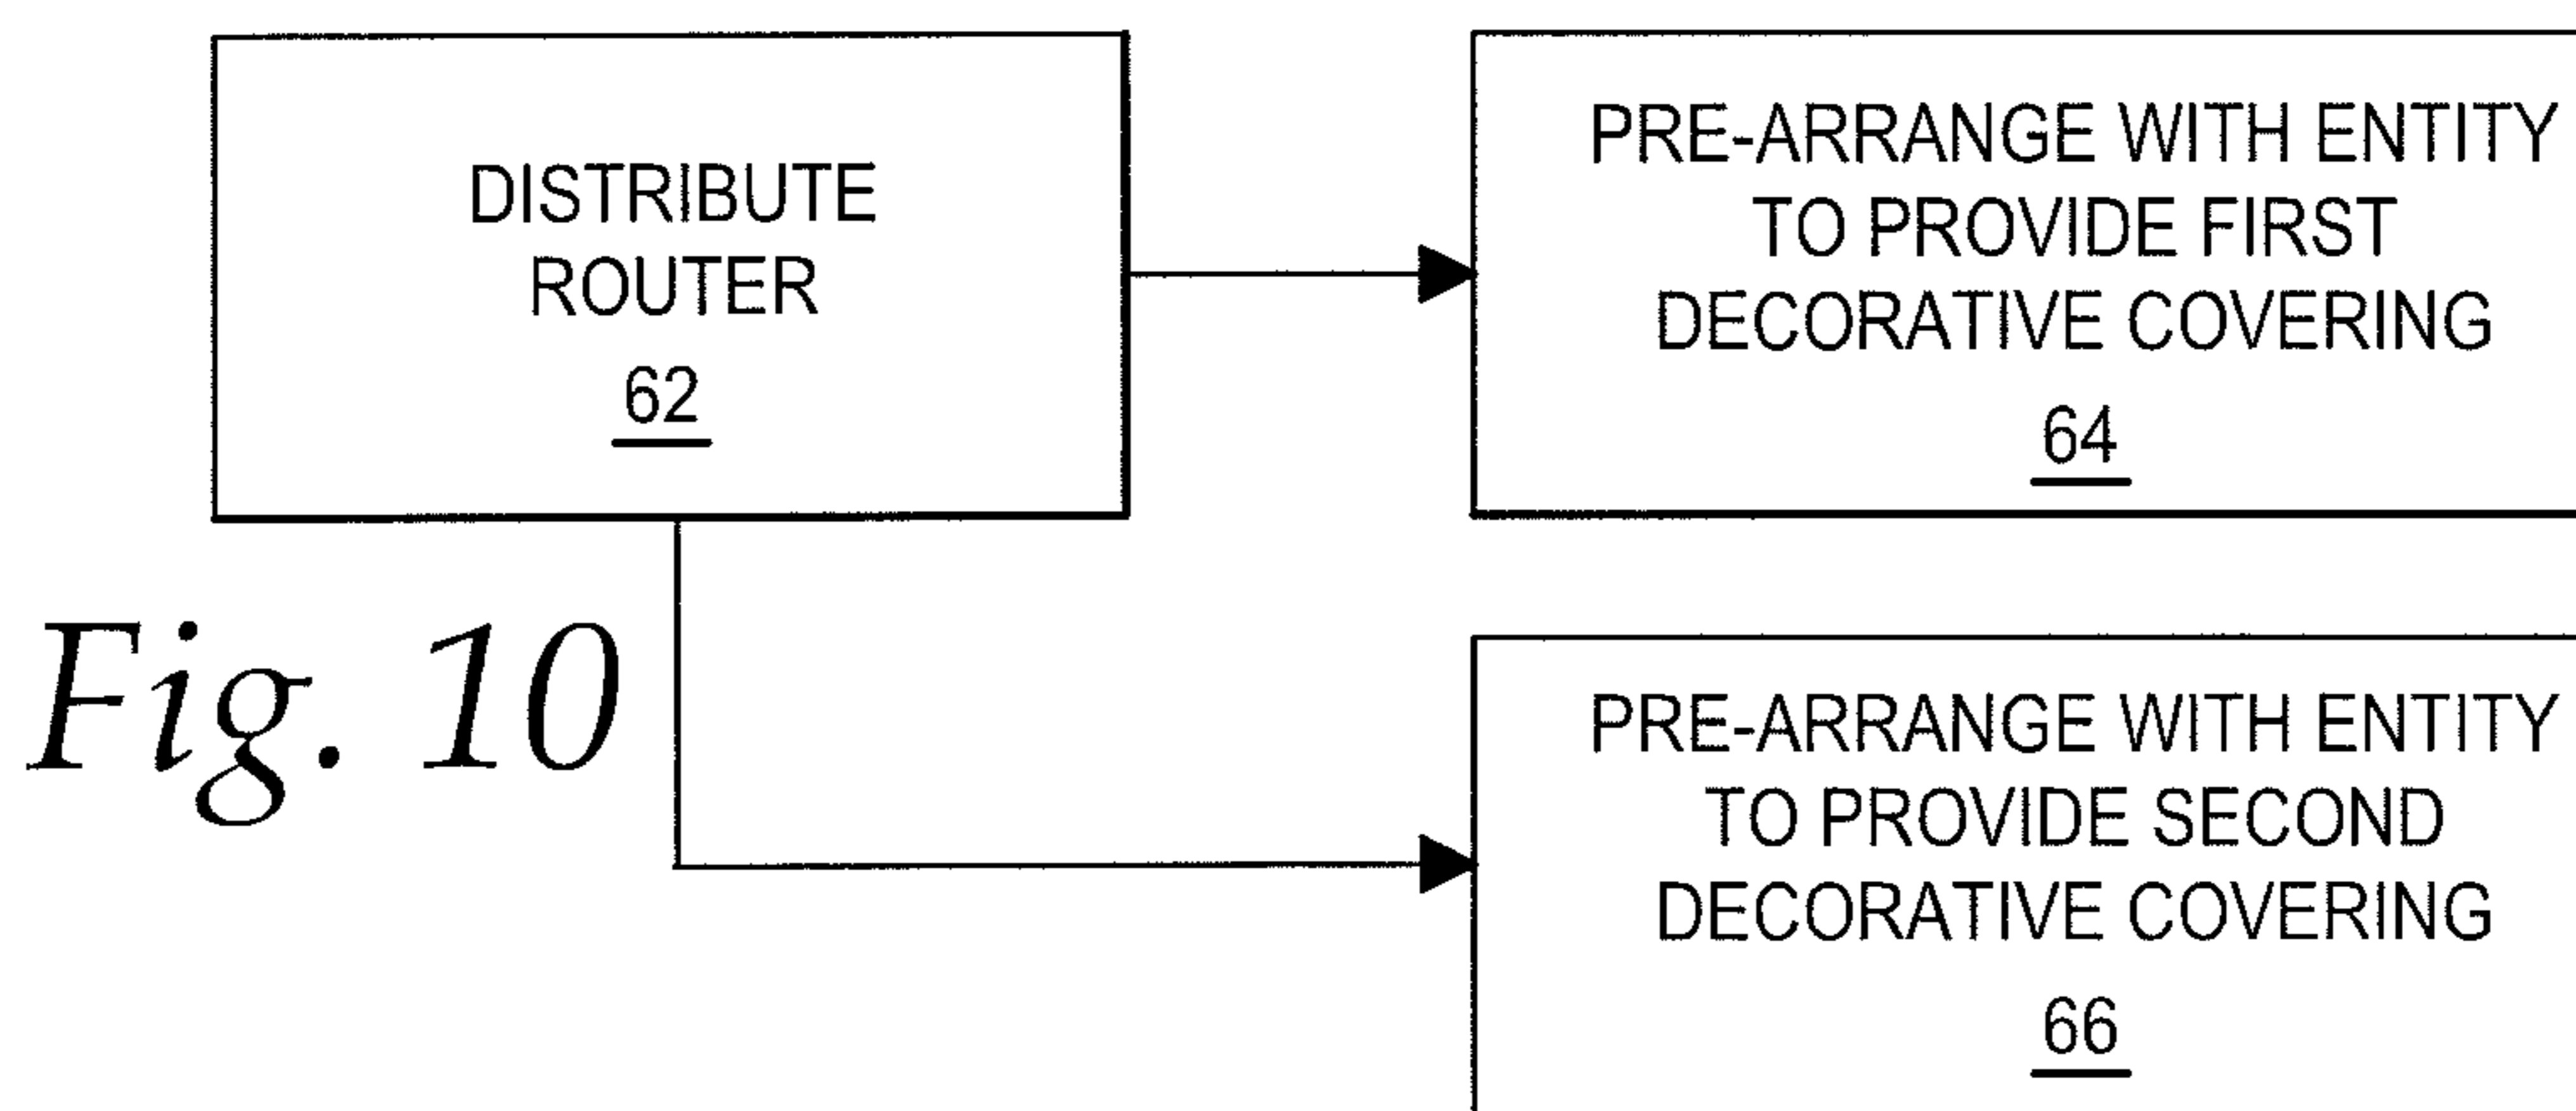 DISTRIBUTE
ROUTER
62
PRE-ARRANGE WITH ENTITY
TO PROVIDE FIRST
DECORATIVE COVERING
64
Fig. 10
PRE-ARRANGE WITH ENTITY
TO PROVIDE SECOND
DECORATIVE COVERING
66